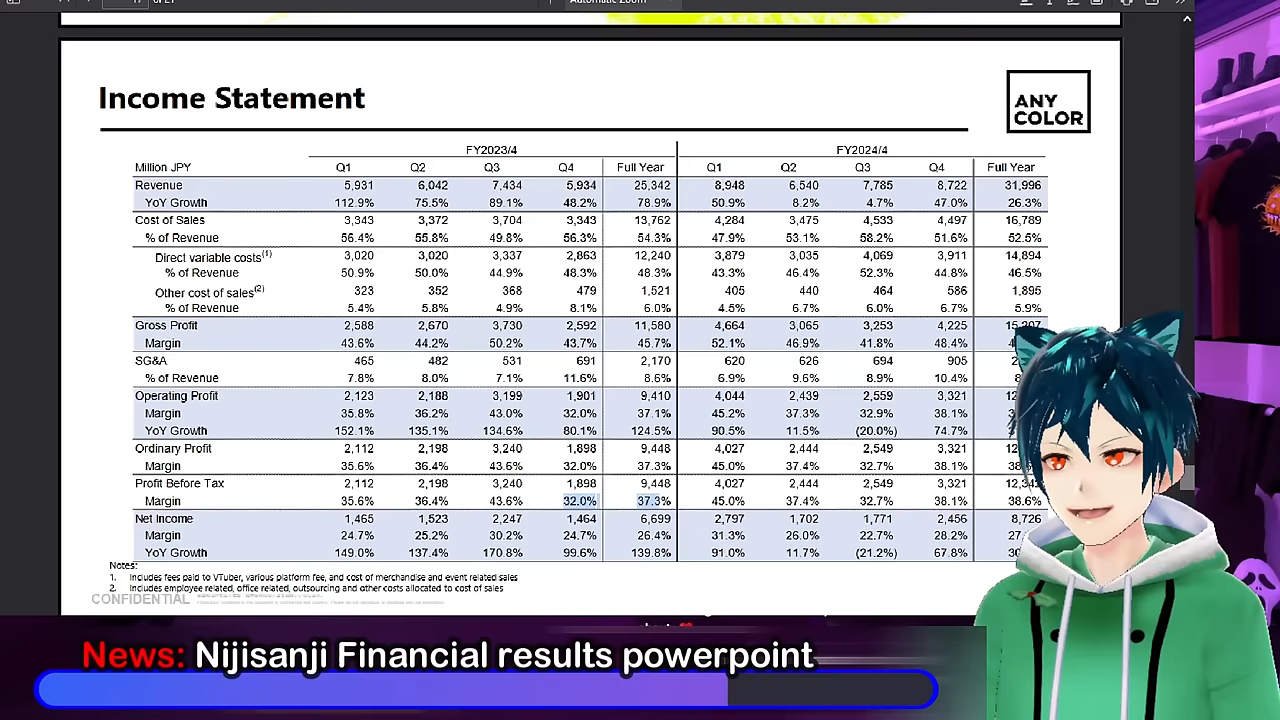 Automatic Zoom
Income Statement
ANY
COLOR
FY2023/4 FY2024/4
Million JPY Q1 Q2 Q3 Q4 Full Year Q1 Q2 Q3 Q4 Full Year
Revenue 5,931 6,042 7,434 5,934 25,342 8,948 6,540 7,785 8,722 31,996
YoY Growth 112.9% 75.5% 89.1% 48.2% 78.9% 50.9% 8.2% 4.7% 47.0% 26.3%
Cost of Sales 3,343 3,372 3,704 3,343 13,762 4,284 3,475 4,533 4,497 16,789
% of Revenue 56.4% 55.8% 49.8% 56.3% 54.3% 47.9% 53.1% 58.2% 51.6% 52.5%
Direct variable costs(1) 3,020 3,020 3,337 2,863 12,240 3,879 3,035 4,069 3,911 14,894
% of Revenue 50.9% 50.0% 44.9% 48.3% 48.3% 43.3% 46.4% 52.3% 44.8% 46.5%
Other cost of sales(2) 323 352 368 479 1,521 405 440 464 586 1,895
% of Revenue 5.4% 5.8% 4.9% 8.1% 6.0% 4.5% 6.7% 6.0% 6.7% 5.9%
Gross Profit 2,588 2,670 3,730 2,592 11,580 4,664 3,065 3,253 4,225
Margin 43.6% 44.2% 50.2% 43.7% 45.7% 52.1% 46.9% 41.8% 48.4%
SG&A 465 482 531 691 2,170 620 626 694 905
% of Revenue 7.8% 8.0% 7.1% 11.6% 8.6% 6.9% 9.6% 8.9% 10.4%
Operating Profit 2,123 2,188 3,199 1,901 9,410 4,044 2,439 2,559 3,321
Margin 35.8% 36.2% 43.0% 32.0% 37.1% 45.2% 37.3% 32.9% 38.1%
YoY Growth 152.1% 135.1% 134.6% 80.1% 124.5% 90.5% 11.5% (20.0%) 74.7%
Ordinary Profit 2,112 2,198 3,240 1,898 9,448 4,027 2,444 2,549 3,321
Margin 35.6% 36.4% 43.6% 32.0% 37.3% 45.0% 37.4% 32.7% 38.1%
Profit Before Tax 2,112 2,198 3,240 1,898 9,448 4,027 2,444 2,549 3,321
Margin 35.6% 36.4% 43.6% 32.0% 37.3% 45.0% 37.4% 32.7% 38.1% 38.6%
Net Income 1,465 1,523 2,247 1,464 6,699 2,797 1,702 1,771 2,456 8,726
Margin 24.7% 25.2% 30.2% 24.7% 26.4% 31.3% 26.0% 22.7% 28.2%
YoY Growth 149.0% 137.4% 170.8% 99.6% 139.8% 91.0% 11.7% (21.2%) 67.8%
Notes:
1. Includes fees paid to VTuber, various platform fee, and cost of merchandise and event related sales
2. Includes employee related, office related, outsourcing and other costs allocated to cost of sales
CONFIDENTIAL
News: Nijisanji Financial results powerpoint